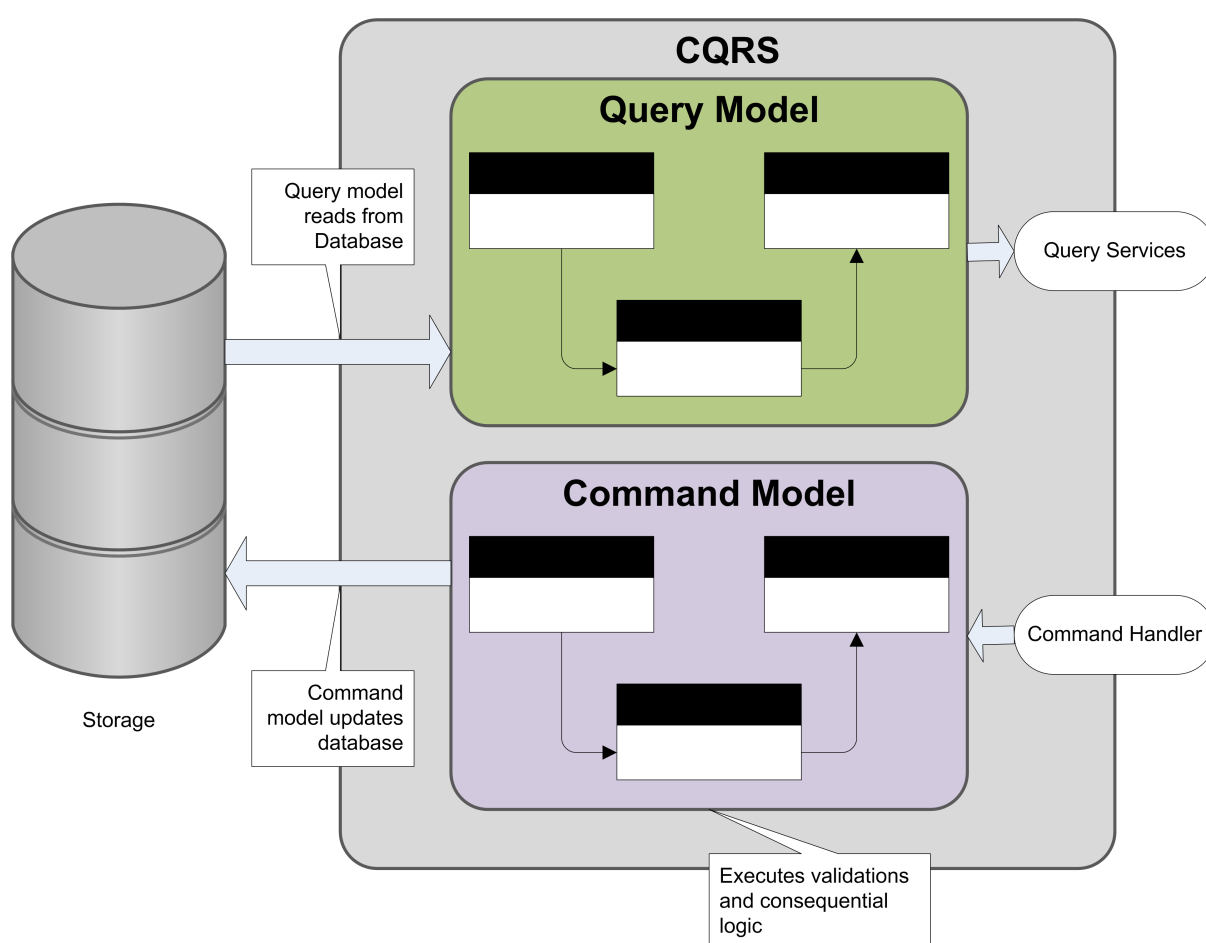 CQRS
Query Model
Query model
reads from
Database
Query Services
Command Model
Command Handler
Storage
Command
model updates
database
Executes validations
and consequential
logic